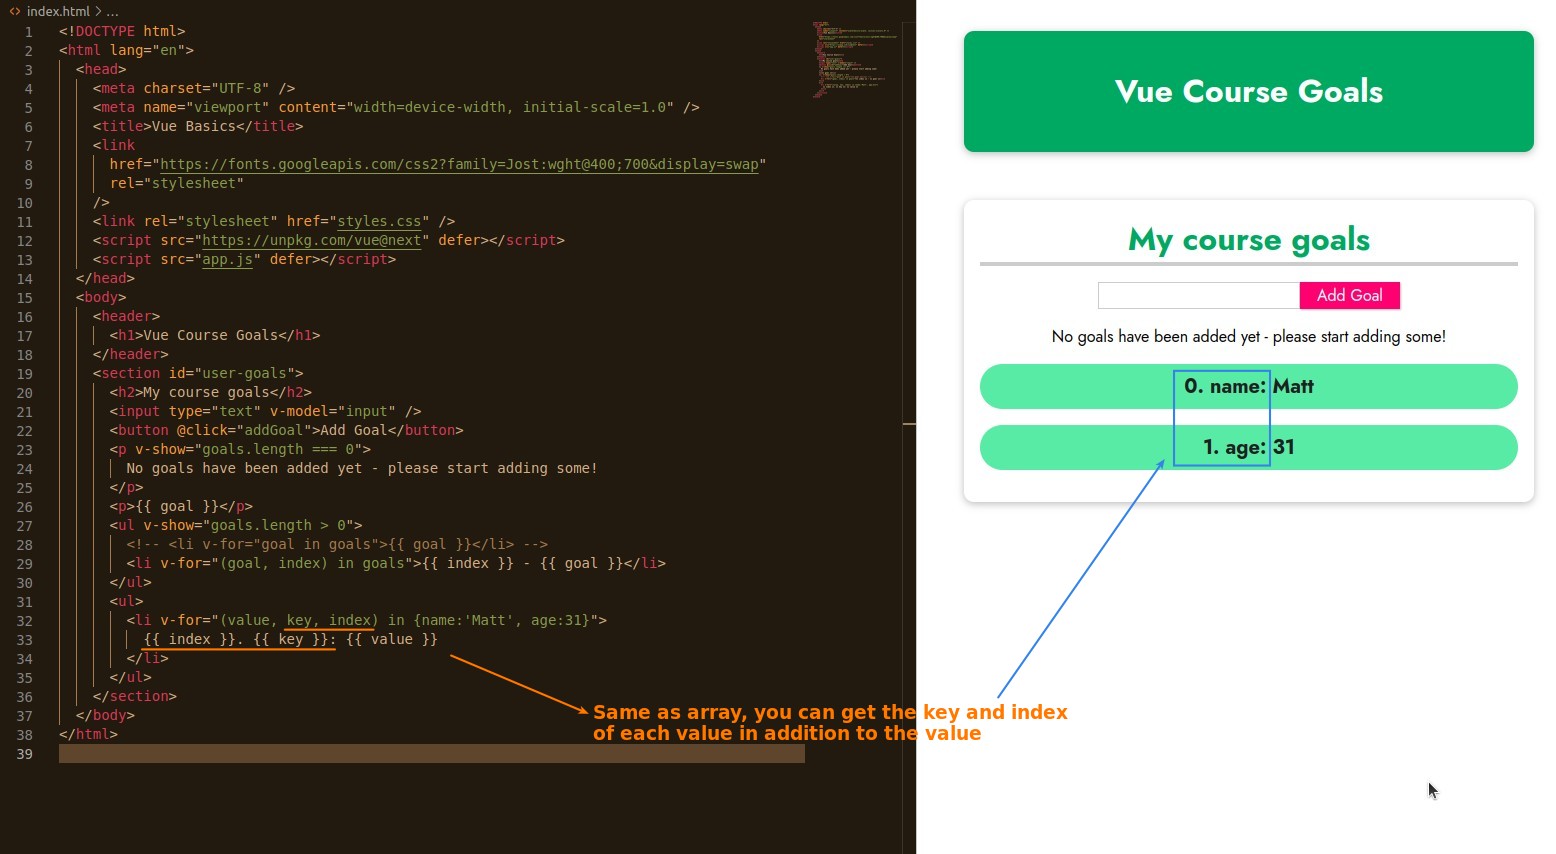 <> index.html > ...
1 <!DOCTYPE html>
2 <html lang="en">
3 <head>
4 <meta charset="UTF-8" />
5 <meta name="viewport" content="width=device-width, initial-scale=1.0" />
6 <title>Vue Basics</title>
7 <link
8 href="https://fonts.googleapis.com/css2?family=Jost:wght@400;700&display=swap"
9 rel="stylesheet"
10 />
11 <link rel="stylesheet" href="styles.css" />
12 <script src="https://unpkg.com/vue@next" defer></script>
13 <script src="app.js" defer></script>
14 </head>
15 <body>
16 <header>
17 <h1>Vue Course Goals</h1>
18 </header>
19 <section id="user-goals">
20 <h2>My course goals</h2>
21 <input type="text" v-model="input" />
22 <button @click="addGoal">Add Goal</button>
23 <p v-show="goals.length === 0">
24 No goals have been added yet - please start adding some!
25 </p>
26 <p>{{ goal }}</p>
27 <ul v-show="goals.length > 0">
28 <!-- <li v-for="goal in goals">{{ goal }}</li> -->
29 <li v-for="(goal, index) in goals">{{ index }} - {{ goal }}</li>
30 </ul>
31 <ul>
32 <li v-for="(value, key, index) in {name:'Matt', age:31}">
33 {{ index }}. {{ key }}: {{ value }}
34 </li>
35 </ul>
36 </section>
37 </body>
38 </html>
39
Same as array, you can get the key and index
of each value in addition to the value
Vue Course Goals
My course goals
Add Goal
No goals have been added yet - please start adding some!
0. name: Matt
1. age: 31